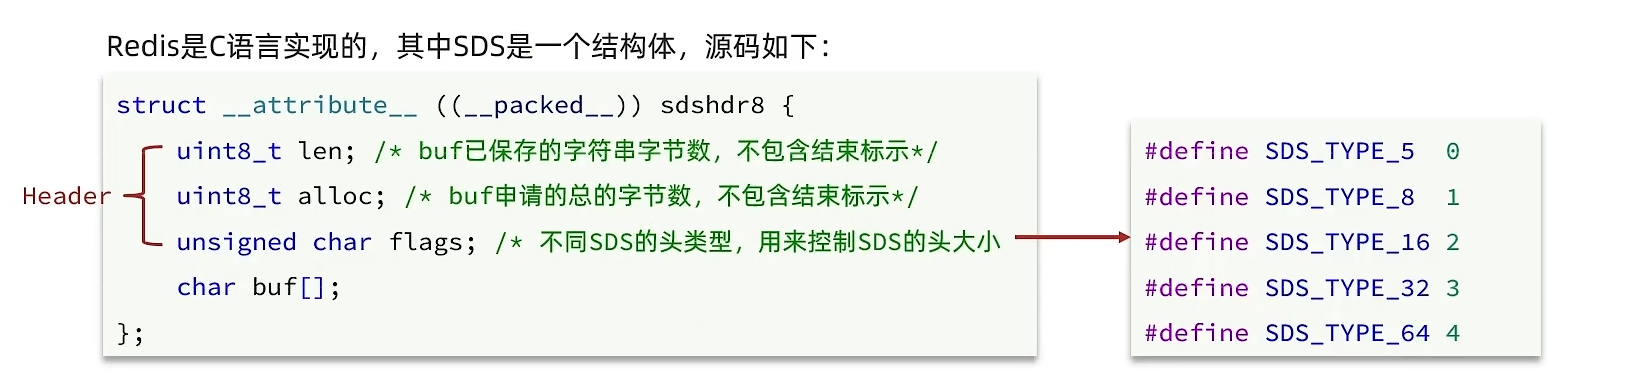 Redis是C语言实现的，其中SDS是一个结构体，源码如下：
struct __attribute__ ((__packed__)) sdshdr8 {
uint8_t len; /* buf已保存的字符串字节数，不包含结束标示*/
Header
uint8_t alloc; /* buf申请的总的字节数，不包含结束标示*/
unsigned char flags; /* 不同SDS的头类型，用来控制SDS的头大小
char buf[];
};
#define SDS_TYPE_5 0
#define SDS_TYPE_8 1
#define SDS_TYPE_16 2
#define SDS_TYPE_32 3
#define SDS_TYPE_64 4